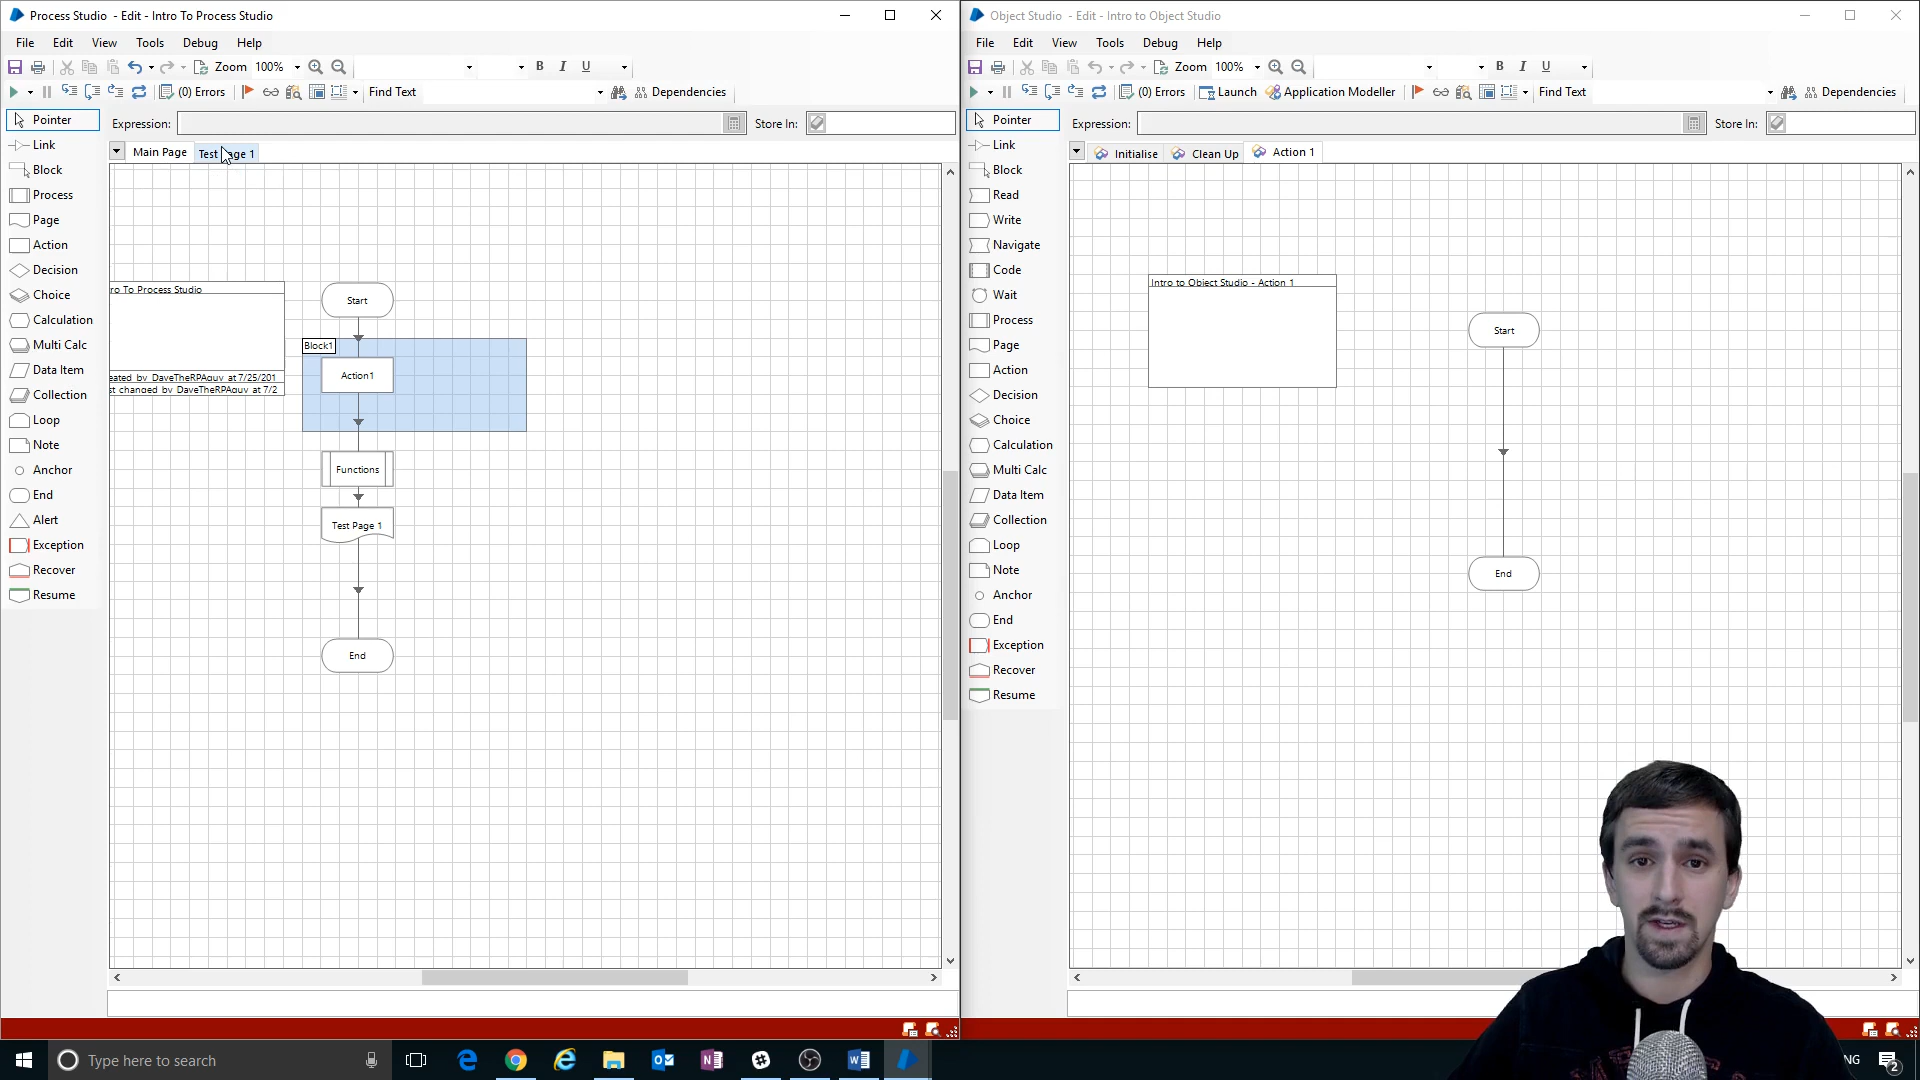 Process Studio - Edit - Intro To Process Studio
File Edit View Tools Debug Help
Zoom 100% B I U
(0) Errors Find Text Dependencies
Expression: Store In:
Main Page Test Page 1
Pointer
Link
Block
Process
Page
Action
Decision
Choice
Calculation
Multi Calc
Data Item
Collection
Loop
Note
Anchor
End
Alert
Exception
Recover
Resume
ro To Process Studio
eated by DaveTheRPAguy at 7/25/201
st changed by DaveTheRPAguy at 7/2
Start
Block1
Action1
Functions
Test Page 1
End
Object Studio - Edit - Intro to Object Studio
File Edit View Tools Debug Help
Zoom 100% B I U
(0) Errors Launch Application Modeller Find Text Dependencies
Expression: Store In:
Initialise Clean Up Action 1
Pointer
Link
Block
Read
Write
Navigate
Code
Wait
Process
Page
Action
Decision
Choice
Calculation
Multi Calc
Data Item
Collection
Loop
Note
Anchor
End
Exception
Recover
Resume
Intro to Object Studio - Action 1
Start
End
Type here to search
NG 2